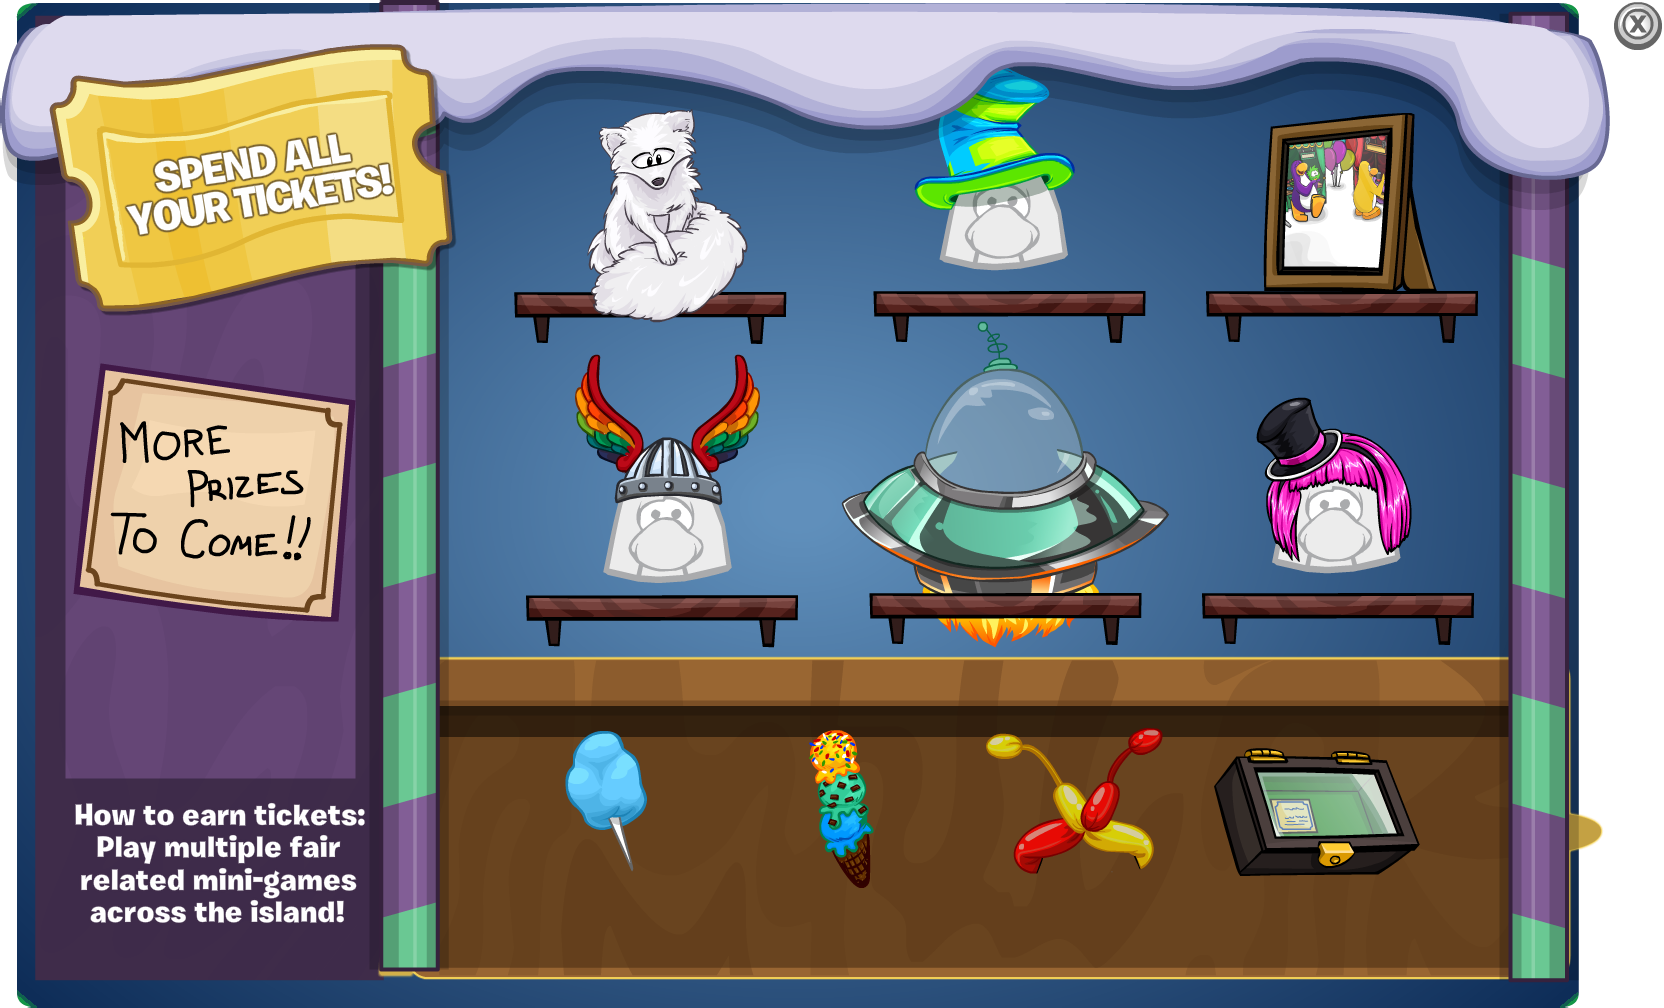 SPEND ALL
YOUR TICKETS!
MORE
PRIZES
TO COME!!
How to earn tickets:
Play multiple fair
related mini-games
across the island!
X